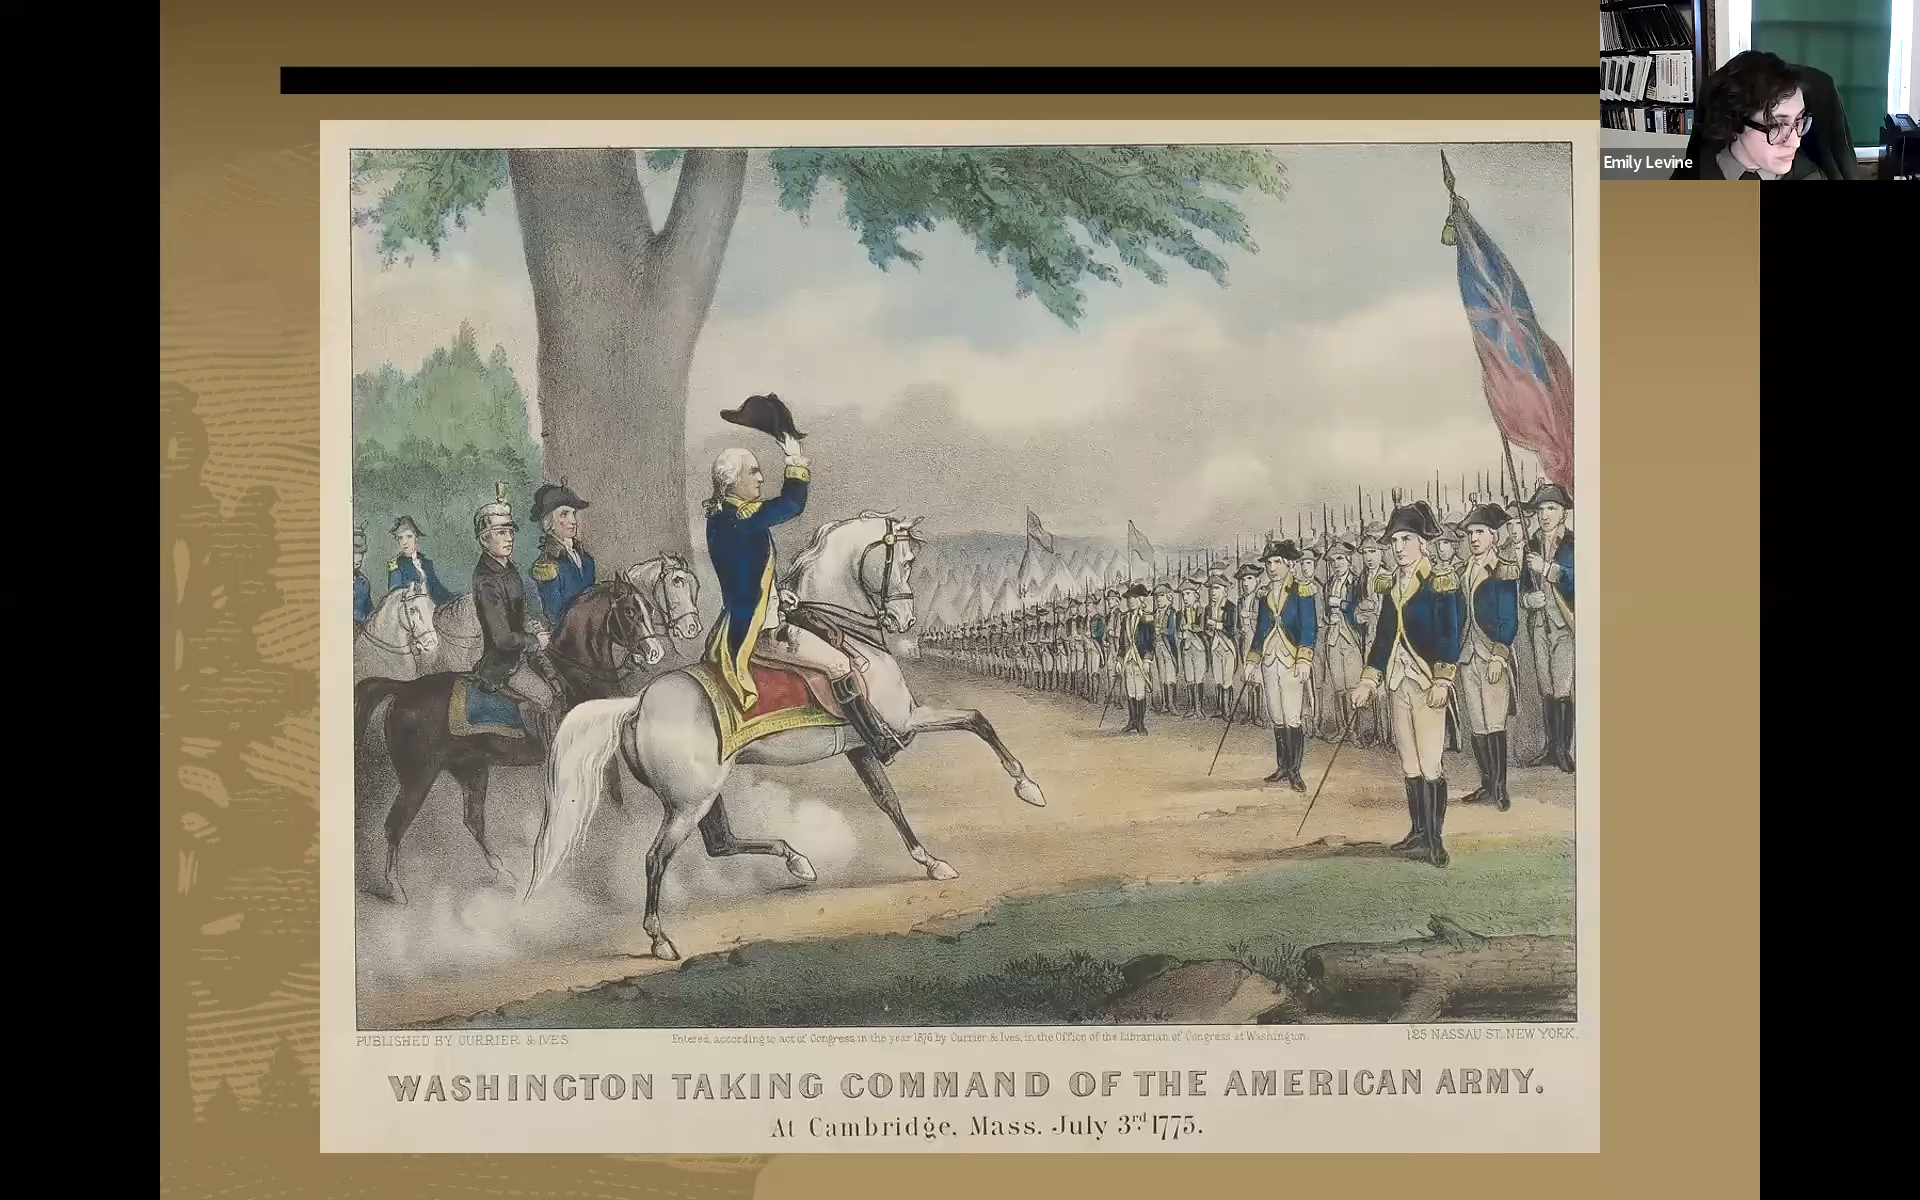 Emily Levine
PUBLISHED BY CURRIER & IVES
Entered, according to act of Congress in the year 1876 by Currier & Ives, in the Office of the Librarian of Congress at Washington.
125 NASSAU ST. NEW YORK.
WASHINGTON TAKING COMMAND OF THE AMERICAN ARMY.
At Cambridge, Mass. July 3rd 1775.